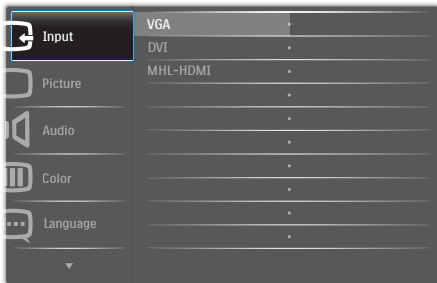 Input
Picture
Audio
Color
Language
VGA
DVI
MHL-HDMI